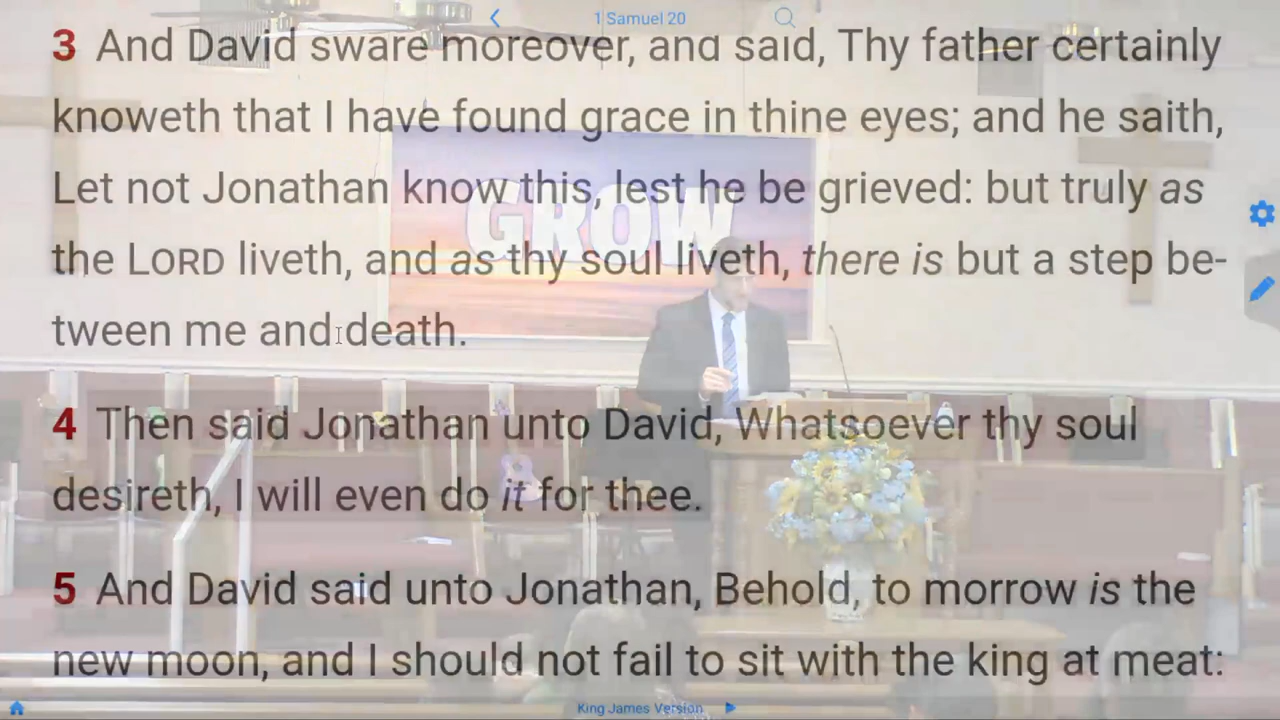 1 Samuel 20
3 And David sware moreover, and said, Thy father certainly
knoweth that I have found grace in thine eyes; and he saith,
Let not Jonathan know this, lest he be grieved: but truly as
GROW
the LORD liveth, and as thy soul liveth, there is but a step be-
tween me and death.
4 Then said Jonathan unto David, Whatsoever thy soul
desireth, I will even do it for thee.
5 And David said unto Jonathan, Behold, to morrow is the
new moon, and I should not fail to sit with the king at meat:
King James Version